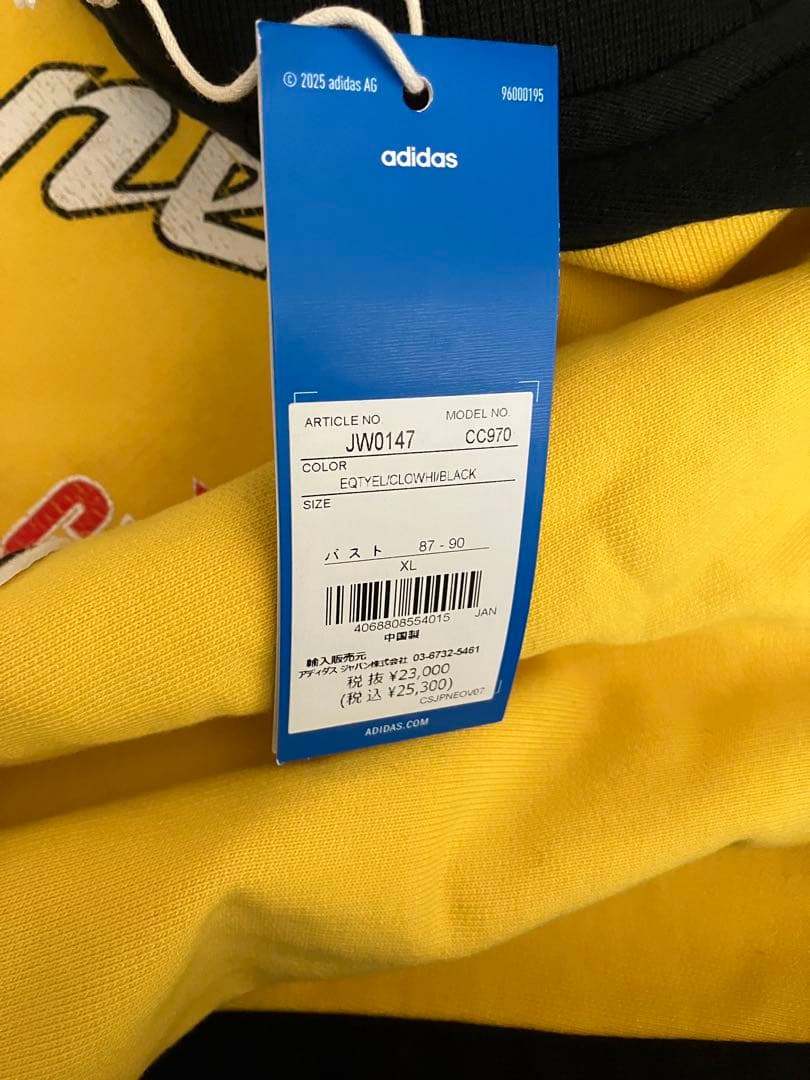 © 2025 adidas AG
96000195
adidas
ARTICLE NO.
MODEL NO.
JW0147
CC970
COLOR
EQTYEL/CLOWHI/BLACK
SIZE
バスト 87 - 90
XL
4068808554015
JAN
中国製
輸入販売元
アディダス ジャパン株式会社 03-6732-5461
税抜 ¥23,000
(税込 ¥25,300)
CSJPNEOV07
ADIDAS.COM